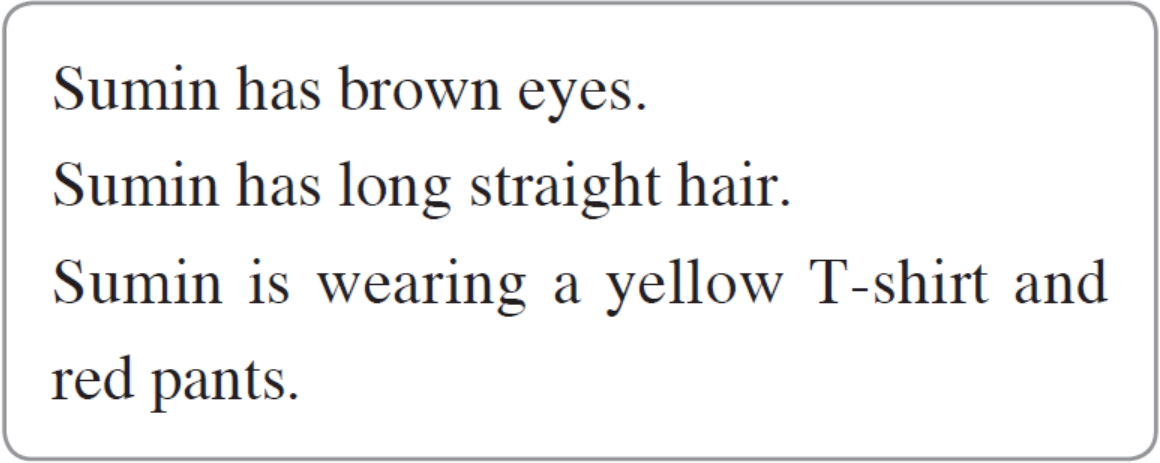 Sumin has brown eyes.
Sumin has long straight hair.
Sumin is wearing a yellow T-shirt and
red pants.